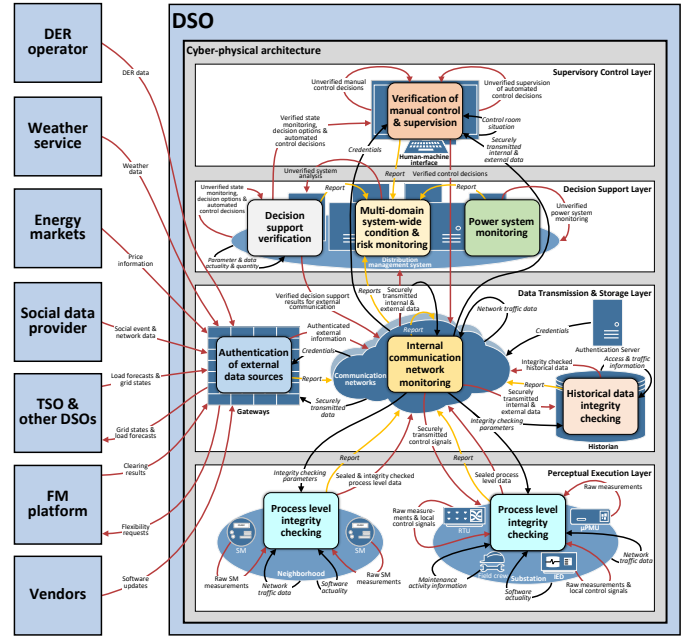 DSO
Cyber-physical architecture
DER
operator
Weather
service
Energy
markets
Social data
provider
TSO &
other DSOs
FM
platform
Vendors
DER data
Weather
data
Price
information
Social event &
network data
Load forecasts &
grid states
Grid states &
load forecasts
Clearing
results
Flexibility
requests
Software
updates
Supervisory Control Layer
Unverified manual
control decisions
Unverified supervision
of automated
control decisions
Verification of
manual control
& supervision
Verified state
monitoring,
decision options &
automated
control decisions
Credentials
Control room
situation
Securely
transmitted
internal &
external data
Human-machine
interface
Report
Verified control decisions
Decision Support Layer
Unverified system
analysis
Unverified state
monitoring, decision
options &
automated control
decisions
Report
Report
Decision
support
verification
Multi-domain
system-wide
condition &
risk monitoring
Power system
monitoring
Unverified
power system
monitoring
Parameter & data
actuality & quantity
Distribution
management system
Data Transmission & Storage Layer
Verified decision support
results for external
communication
Reports
Securely
transmitted
internal &
external data
Network traffic data
Report
Authenticated
external
information
Credentials
Authentication
of external
data sources
Report
Gateways
Communication
networks
Securely
transmitted
data
Internal
communication
network
monitoring
Credentials
Authentication Server
Integrity checked
historical data
Access & traffic
information
Report
Securely
transmitted
internal &
external data
Historical data
integrity
checking
Historian
Securely
transmitted
control signals
Integrity checking
parameters
Perceptual Execution Layer
Integrity checking
parameters
Report
Sealed & integrity checked
process level data
Report
Sealed process
level data
Process level
integrity
checking
SM
SM
Neighborhood
Raw SM
measurements
Network
traffic data
Software
actuality
Raw SM
measurements
Raw measure-
ments & local
control signals
RTU
Process level
integrity
checking
Raw measurements
μPMU
Network
traffic data
Maintenance
activity information
Field crew
Substation
IED
Software
actuality
Raw measurements &
local control signals